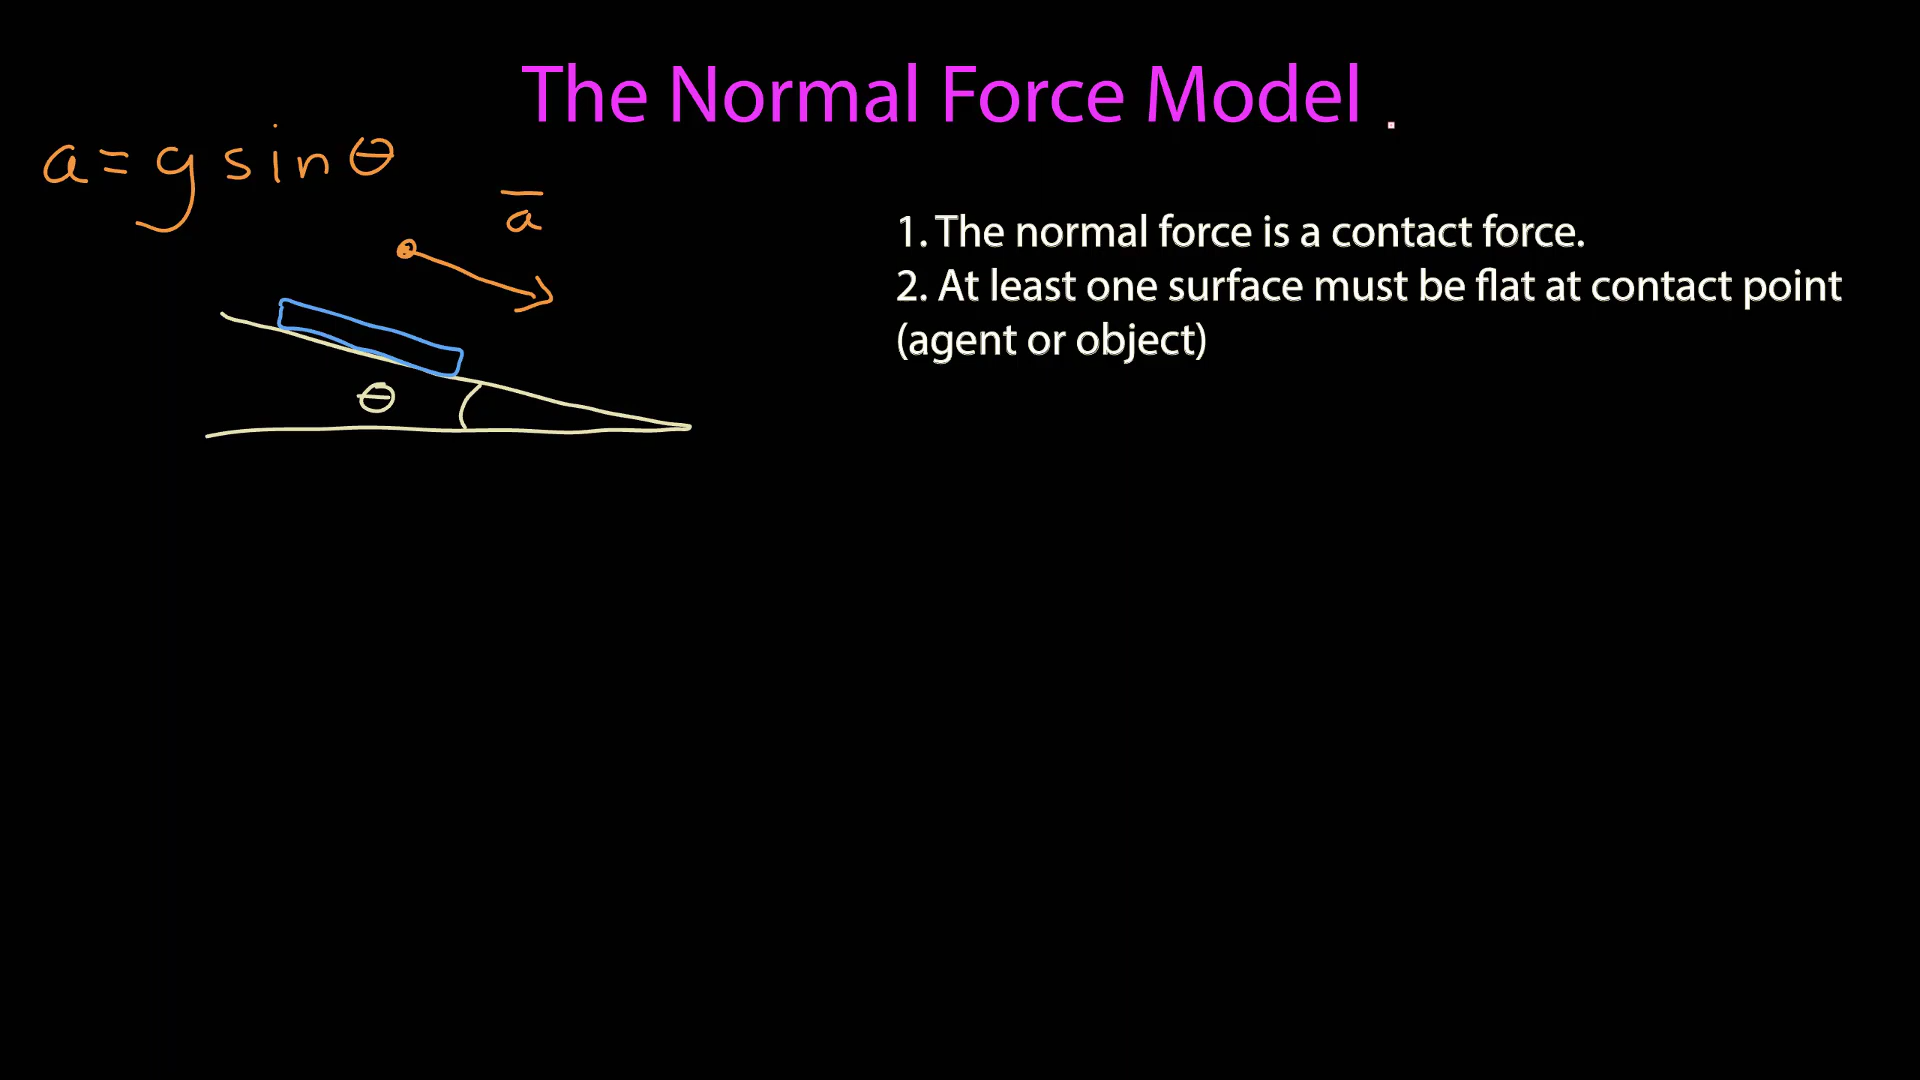 The Normal Force Model .
a = g sin θ
a̅
θ
1. The normal force is a contact force.
2. At least one surface must be flat at contact point
(agent or object)